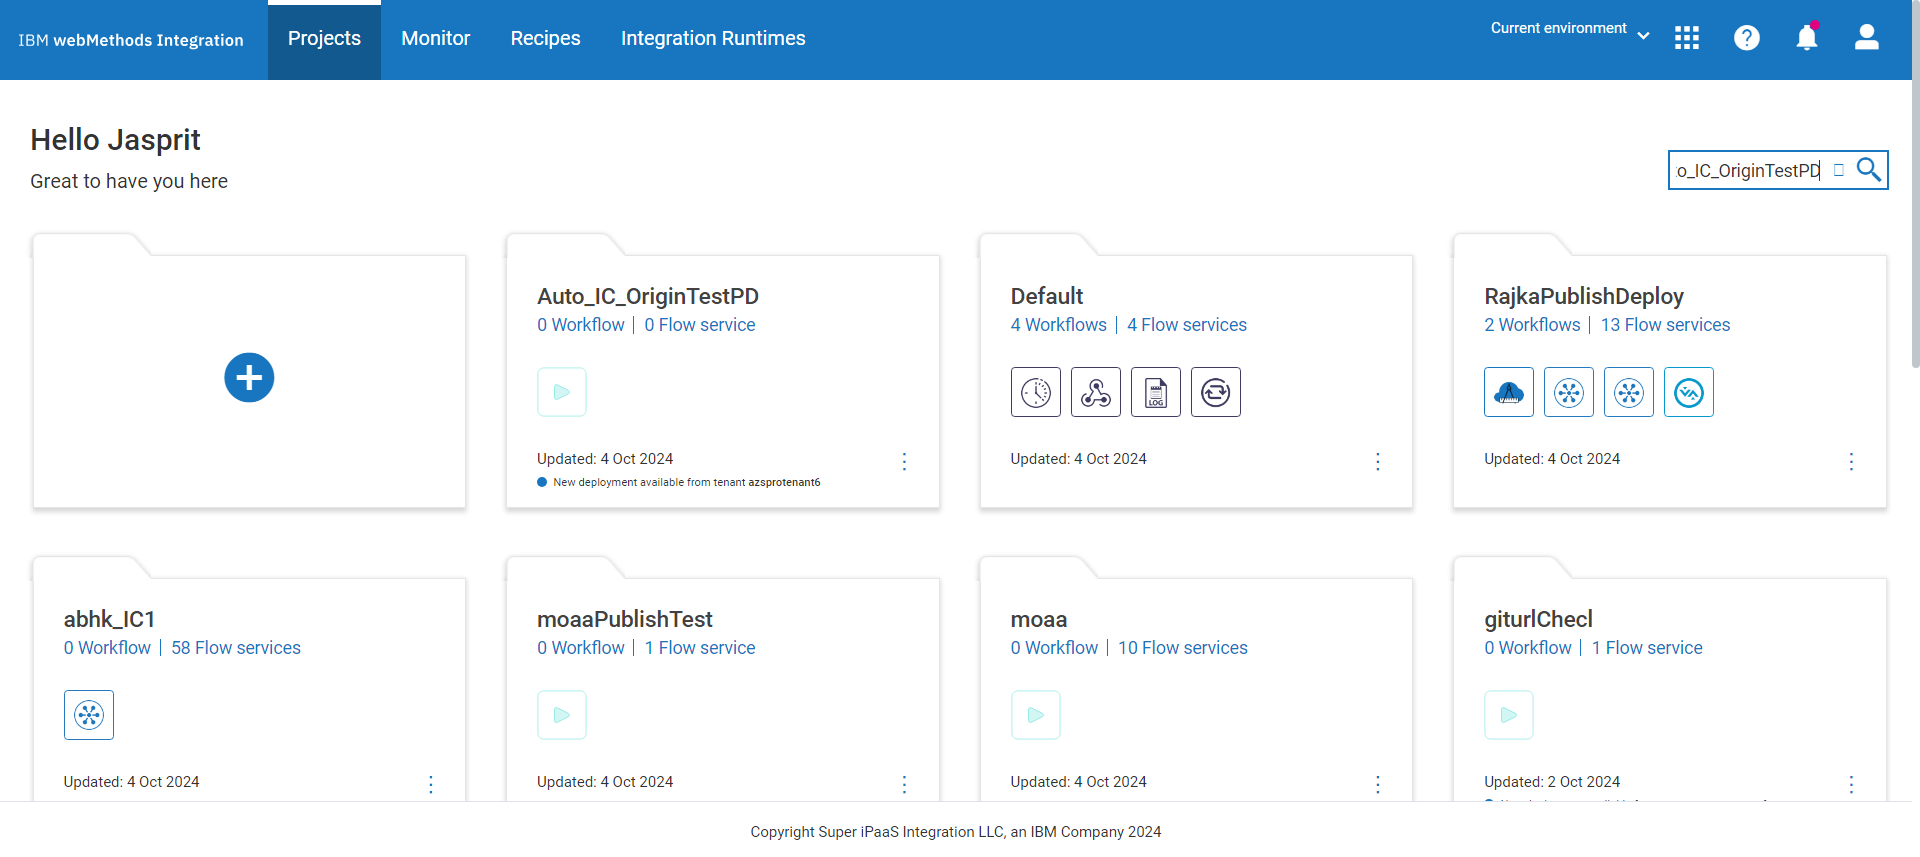 IBM webMethods Integration
Projects
Monitor
Recipes
Integration Runtimes
Current environment
Hello Jasprit
Great to have you here
o_IC_OriginTestPD
Auto_IC_OriginTestPD
0 Workflow | 0 Flow service
Updated: 4 Oct 2024
New deployment available from tenant azsprotenant6
Default
4 Workflows | 4 Flow services
LOG
Updated: 4 Oct 2024
RajkaPublishDeploy
2 Workflows | 13 Flow services
Updated: 4 Oct 2024
abhk_IC1
0 Workflow | 58 Flow services
Updated: 4 Oct 2024
moaaPublishTest
0 Workflow | 1 Flow service
Updated: 4 Oct 2024
moaa
0 Workflow | 10 Flow services
Updated: 4 Oct 2024
giturlChecl
0 Workflow | 1 Flow service
Updated: 2 Oct 2024
Copyright Super iPaaS Integration LLC, an IBM Company 2024